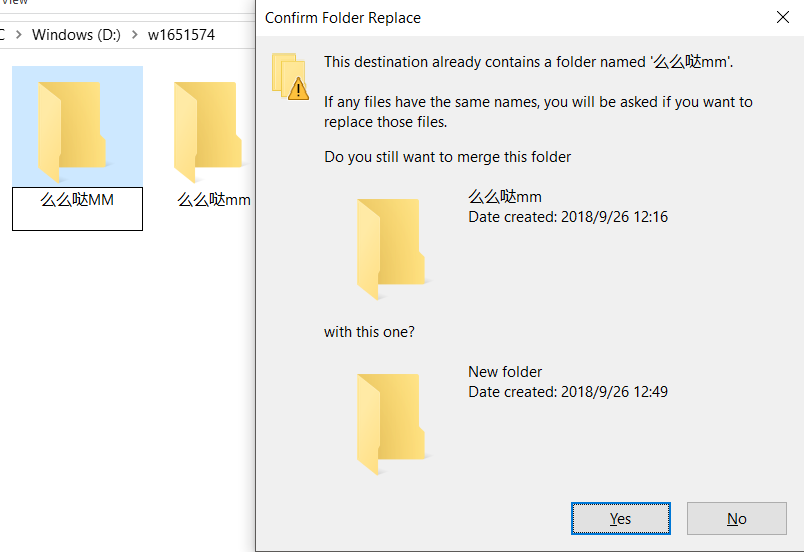 View
C > Windows (D:) > w1651574
么么哒MM
么么哒mm
Confirm Folder Replace
This destination already contains a folder named '么么哒mm'.
If any files have the same names, you will be asked if you want to
replace those files.
Do you still want to merge this folder
么么哒mm
Date created: 2018/9/26 12:16
with this one?
New folder
Date created: 2018/9/26 12:49
Yes
No